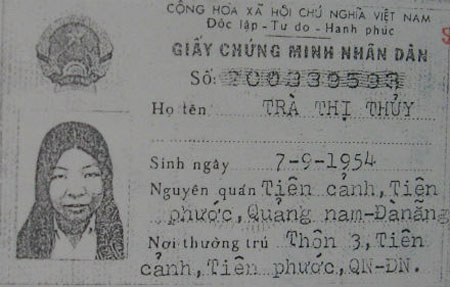 CỘNG HÒA XÃ HỘI CHỦ NGHĨA VIỆT NAM
Độc lập - Tự do - Hạnh phúc
GIẤY CHỨNG MINH NHÂN DÂN
Số:
Họ tên TRÀ THỊ THỦY
Sinh ngày 7-9-1954
Nguyên quán Tiên cảnh, Tiên
phước, Quảng nam-Đànẵng
Nơi thường trú Thôn 3, Tiên
cảnh, Tiên phước, QN-ĐN.